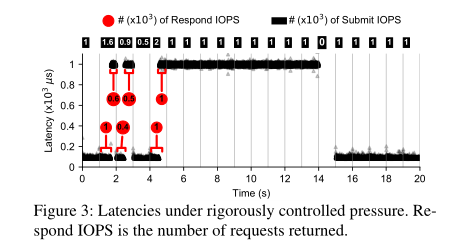 # (x10³) of Respond IOPS # (x10³) of Submit IOPS
1 1.6 0.9 0.5 2 1 1 1 1 1 1 1 1 1 0 1 1 1 1 1
1
0.8
0.6 0.5 1
0.6
0.4
1 0.4 1
0.2
0
Latency (x10³ µs)
0 2 4 6 8 10 12 14 16 18 20
Time (s)
Figure 3: Latencies under rigorously controlled pressure. Re-
spond IOPS is the number of requests returned.